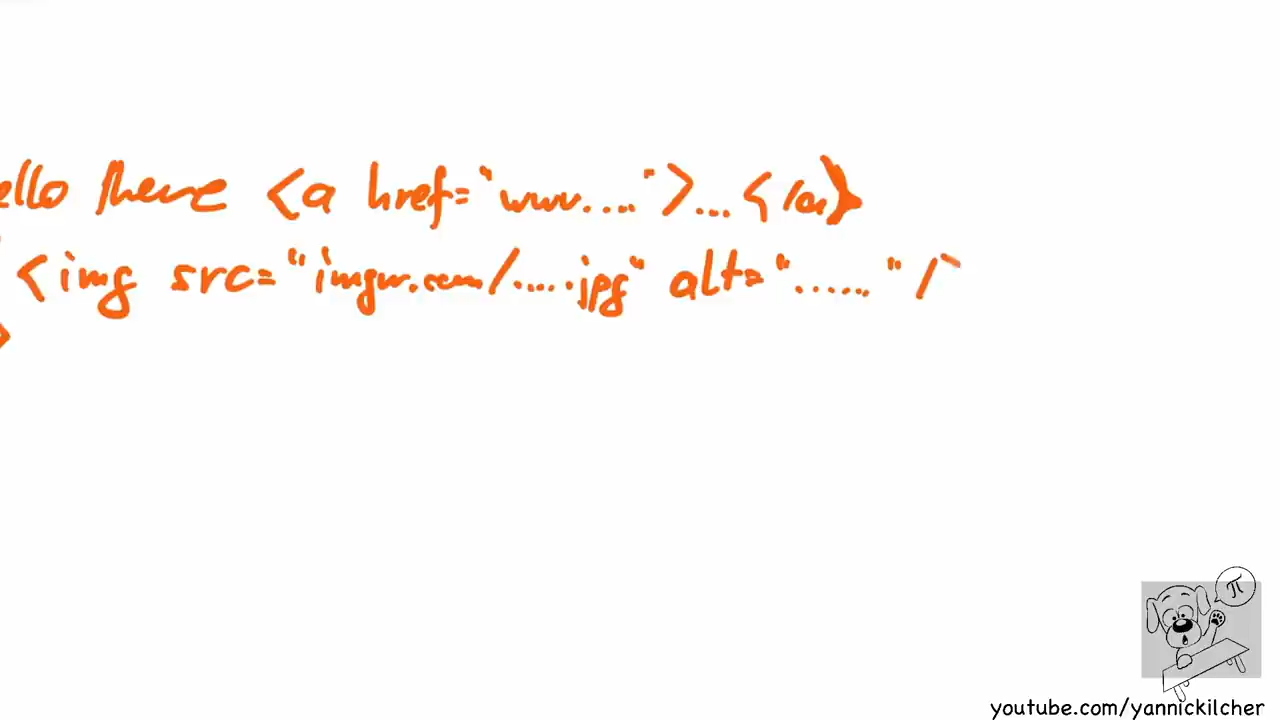 ello there <a href="www....">...</a>
<img src="imgur.com/.....jpg" alt="......" /
>
π
youtube.com/yannickilcher